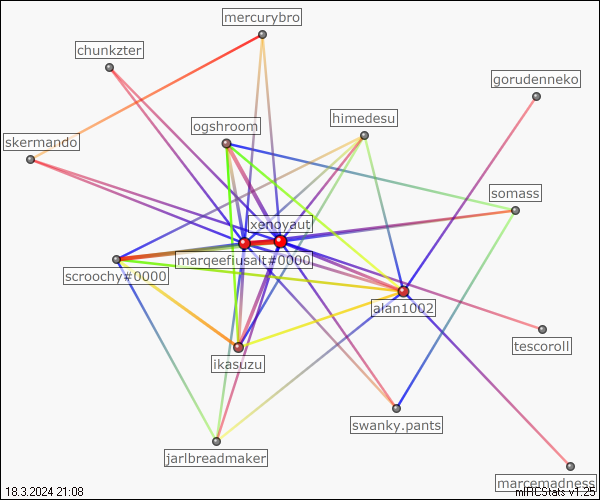 mercurybro
chunkzter
gorudenneko
ogshroom
himedesu
skermando
somass
xenoyaut
marqeefiusalt#0000
scroochy#0000
alan1002
tescoroll
ikasuzu
swanky.pants
jarlbreadmaker
marcemadness
18.3.2024 21:08
mIRCStats v1.25